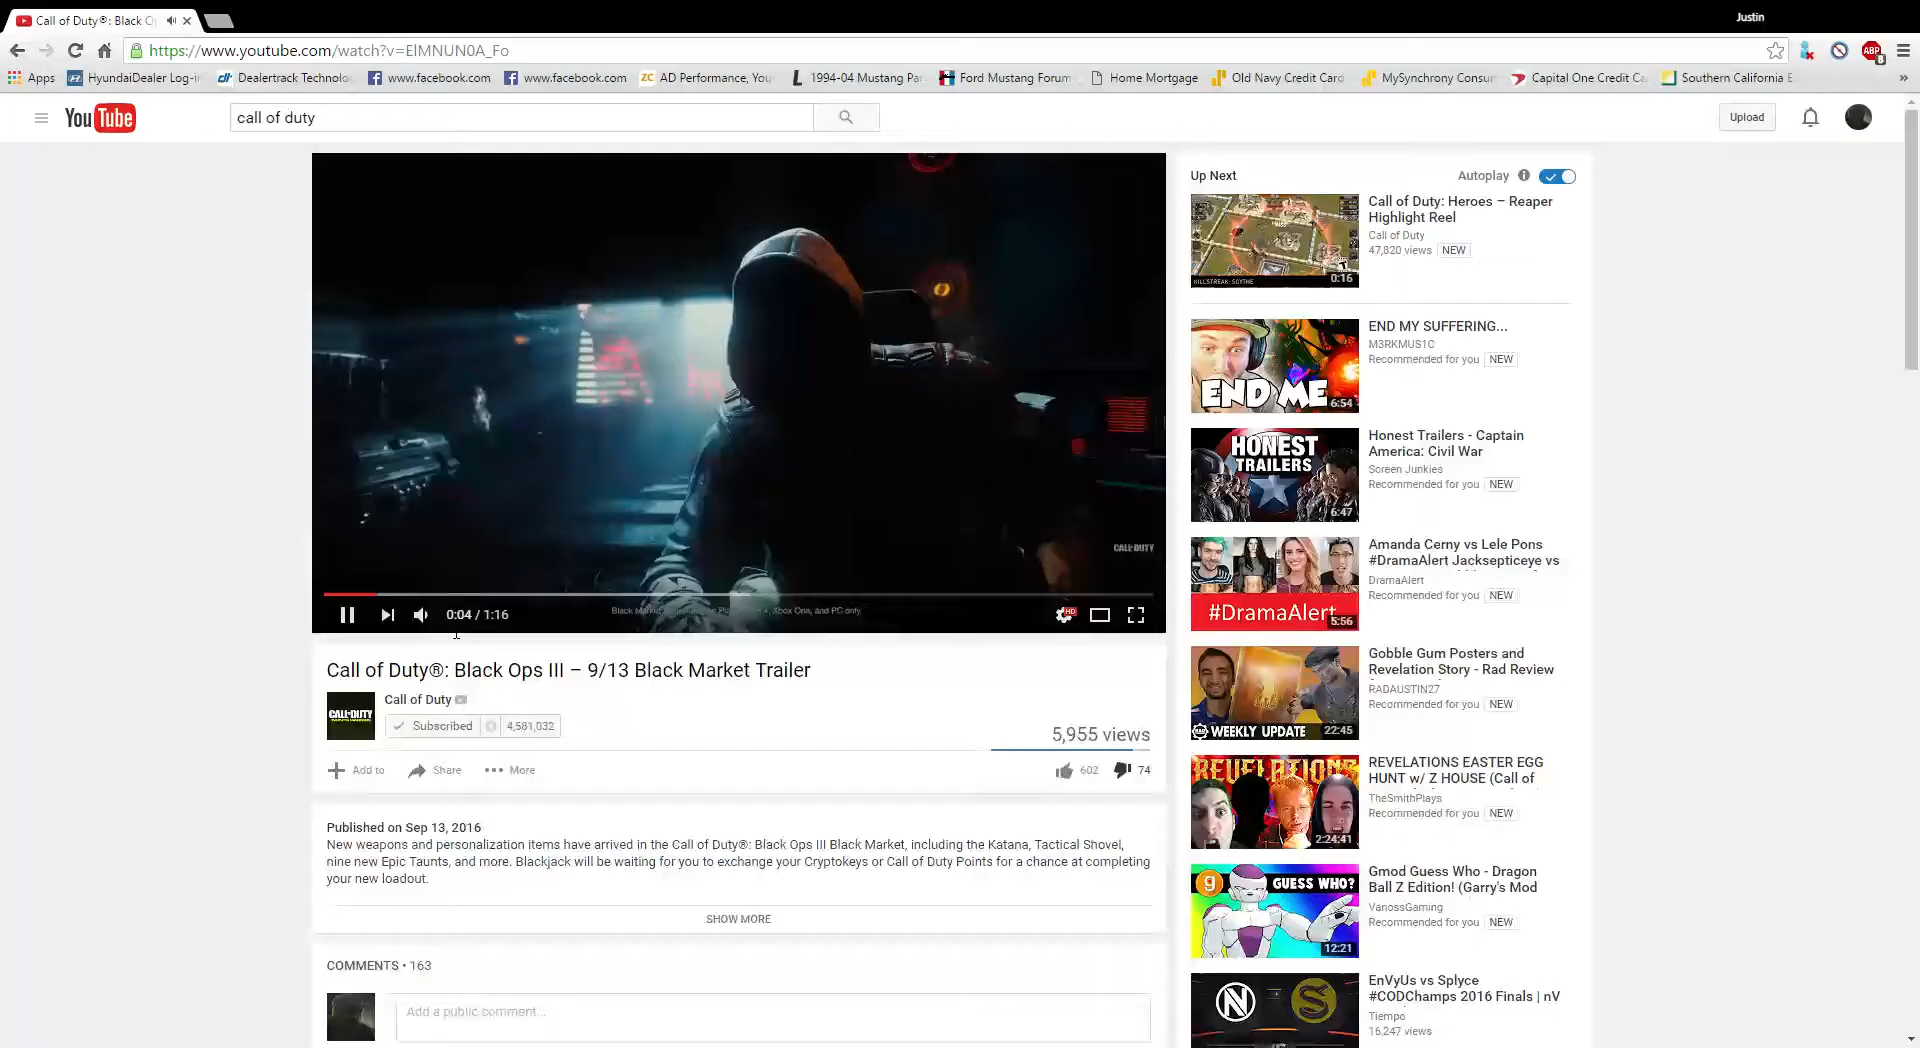 Call of Duty®: Black O
Justin
https://www.youtube.com/watch?v=ElMNUN0A_Fo
ABP
Apps
HyundaiDealer Log-i
Dealertrack Technolo
www.facebook.com
www.facebook.com
AD Performance, You
1994-04 Mustang Par
Ford Mustang Forum
Home Mortgage
Old Navy Credit Card
MySynchrony Consum
Capital One Credit Ca
Southern California E
YouTube
call of duty
Upload
CALL·DUTY
0:04 / 1:16
Xbox One, and PC only
HD
Call of Duty®: Black Ops III – 9/13 Black Market Trailer
CALL·DUTY
Call of Duty
Subscribed
4,581,032
5,955 views
Add to
Share
More
602
74
Published on Sep 13, 2016
New weapons and personalization items have arrived in the Call of Duty®: Black Ops III Black Market, including the Katana, Tactical Shovel,
nine new Epic Taunts, and more. Blackjack will be waiting for you to exchange your Cryptokeys or Call of Duty Points for a chance at completing
your new loadout.
SHOW MORE
COMMENTS • 163
Add a public comment...
Up Next
Autoplay
KILLSTREAK: SCYTHE
0:16
Call of Duty: Heroes – Reaper
Highlight Reel
Call of Duty
47,820 views NEW
END ME
6:54
END MY SUFFERING...
M3RKMUS1C
Recommended for you NEW
HONEST
TRAILERS
6:47
Honest Trailers - Captain
America: Civil War
Screen Junkies
Recommended for you NEW
#DramaAlert
5:56
Amanda Cerny vs Lele Pons
#DramaAlert Jacksepticeye vs
DramaAlert
Recommended for you NEW
WEEKLY UPDATE
22:45
Gobble Gum Posters and
Revelation Story - Rad Review
RADAUSTIN27
Recommended for you NEW
REVELATIONS
2:24:41
REVELATIONS EASTER EGG
HUNT w/ Z HOUSE (Call of
TheSmithPlays
Recommended for you NEW
GUESS WHO?
12:21
Gmod Guess Who - Dragon
Ball Z Edition! (Garry's Mod
VanossGaming
Recommended for you NEW
EnVyUs vs Splyce
#CODChamps 2016 Finals | nV
Tiempo
16,247 views